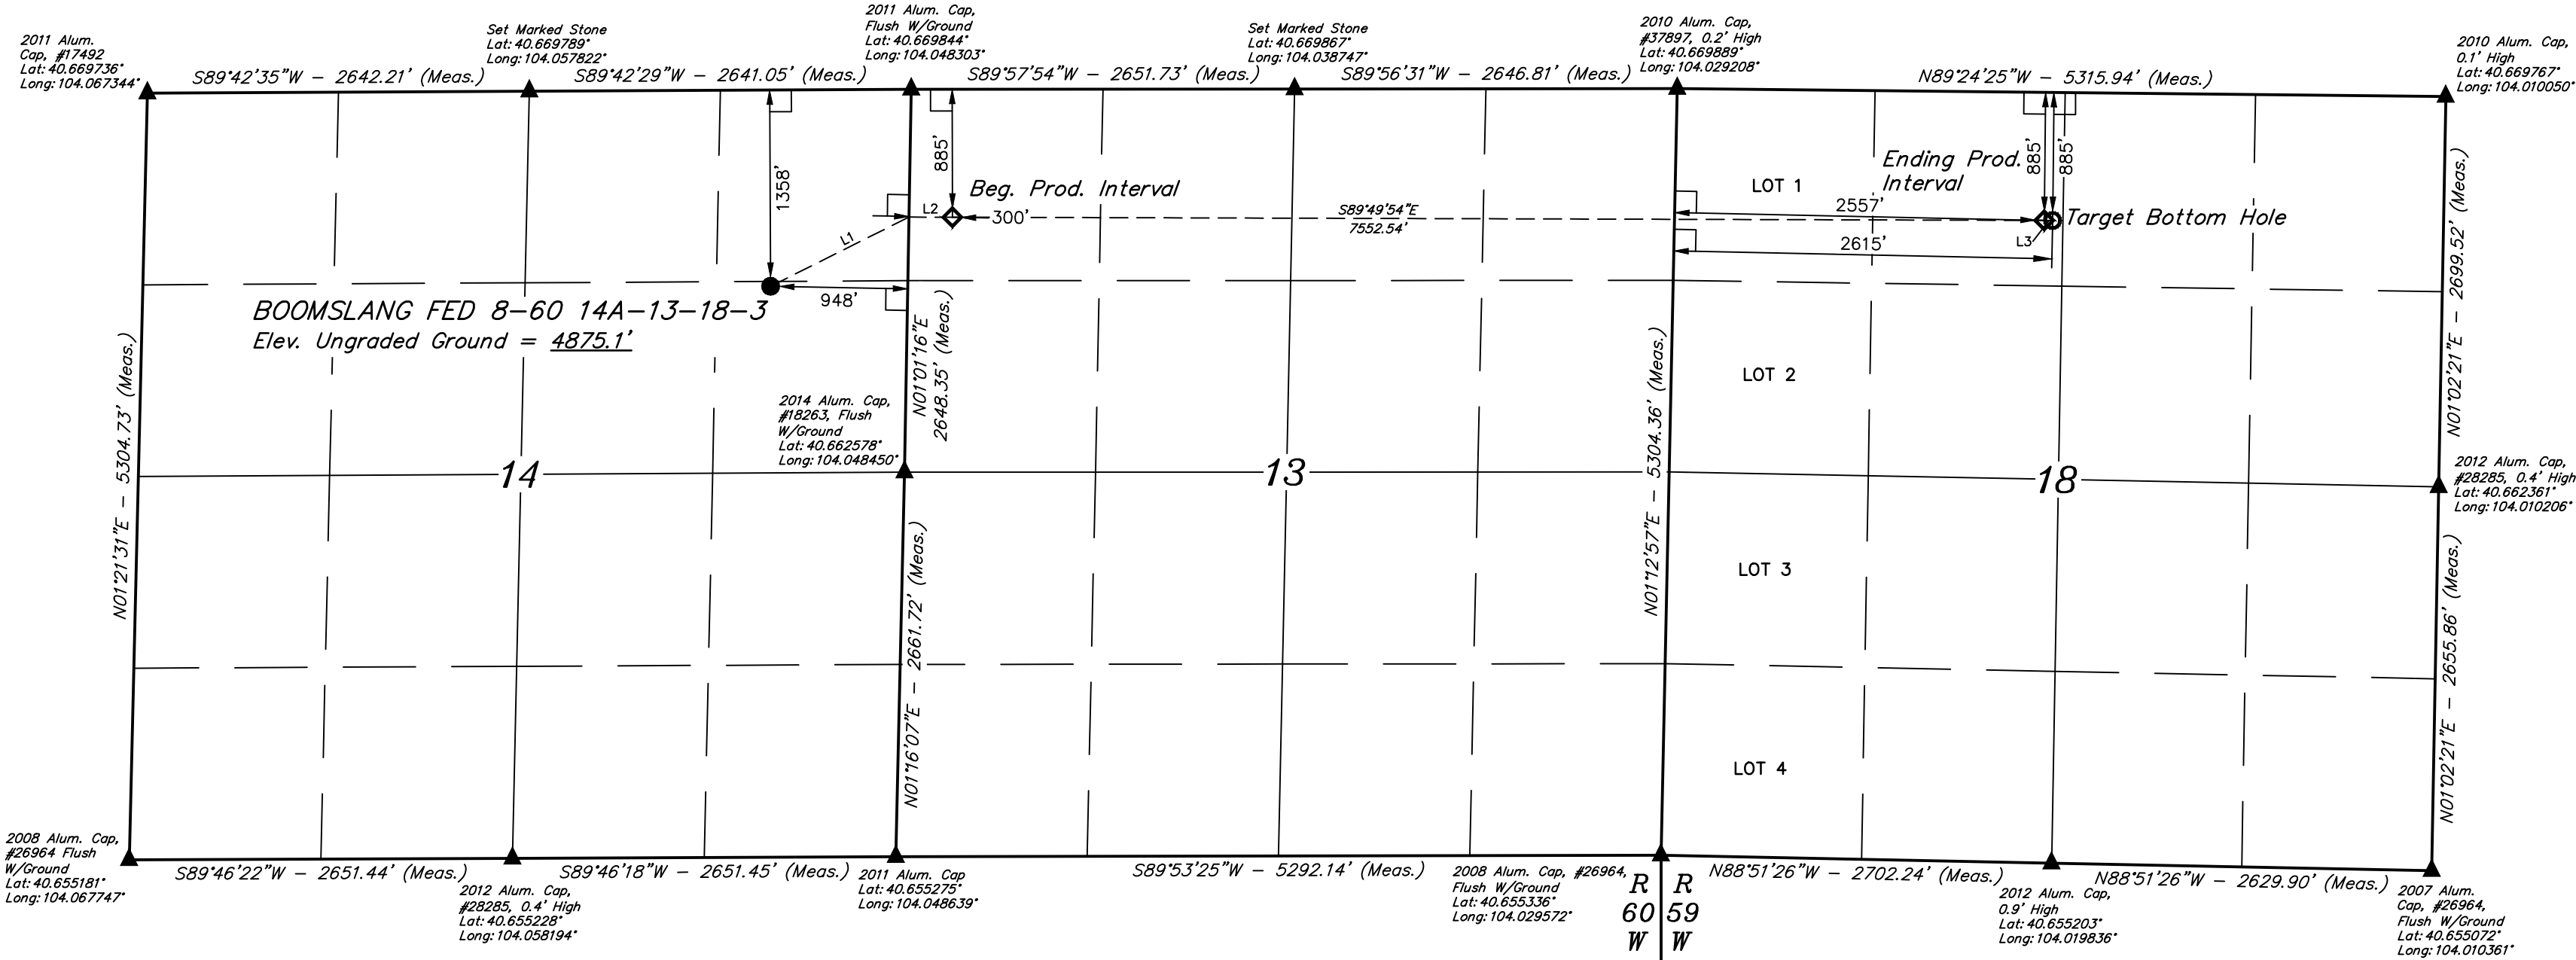 2011 Alum.
Cap, #17492
Lat: 40.669736°
Long: 104.067344°
S89°42'35"W – 2642.21' (Meas.)
Set Marked Stone
Lat: 40.669789°
Long: 104.057822°
S89°42'29"W – 2641.05' (Meas.)
2011 Alum. Cap,
Flush W/Ground
Lat: 40.669844°
Long: 104.048303°
S89°57'54"W – 2651.73' (Meas.)
Set Marked Stone
Lat: 40.669867°
Long: 104.038747°
S89°56'31"W – 2646.81' (Meas.)
2010 Alum. Cap,
#37897, 0.2' High
Lat: 40.669889°
Long: 104.029208°
N89°24'25"W – 5315.94' (Meas.)
2010 Alum. Cap,
0.1' High
Lat: 40.669767°
Long: 104.010050°
1358'
885'
Beg. Prod. Interval
L1
L2
300'
S89°49'54"E
7552.54'
LOT 1
Ending Prod.
Interval
885'
885'
2557'
Target Bottom Hole
2615'
L3
948'
BOOMSLANG FED 8-60 14A-13-18-3
Elev. Ungraded Ground = 4875.1'
N01°01'16"E
2648.35' (Meas.)
N01°21'31"E – 5304.73' (Meas.)
N01°12'57"E – 5304.36' (Meas.)
N01°02'21"E – 2699.52' (Meas.)
LOT 2
2014 Alum. Cap,
#18263, Flush
W/Ground
Lat: 40.662578°
Long: 104.048450°
14
13
18
2012 Alum. Cap,
#28285, 0.4' High
Lat: 40.662361°
Long: 104.010206°
LOT 3
N01°16'07"E – 2661.72' (Meas.)
N01°02'21"E – 2655.86' (Meas.)
LOT 4
2008 Alum. Cap,
#26964 Flush
W/Ground
Lat: 40.655181°
Long: 104.067747°
S89°46'22"W – 2651.44' (Meas.)
2012 Alum. Cap,
#28285, 0.4' High
Lat: 40.655228°
Long: 104.058194°
S89°46'18"W – 2651.45' (Meas.)
2011 Alum. Cap
Lat: 40.655275°
Long: 104.048639°
S89°53'25"W – 5292.14' (Meas.)
2008 Alum. Cap, #26964,
Flush W/Ground
Lat: 40.655336°
Long: 104.029572°
R R
60 59
W W
N88°51'26"W – 2702.24' (Meas.)
2012 Alum. Cap,
0.9' High
Lat: 40.655203°
Long: 104.019836°
N88°51'26"W – 2629.90' (Meas.)
2007 Alum.
Cap, #26964,
Flush W/Ground
Lat: 40.655072°
Long: 104.010361°